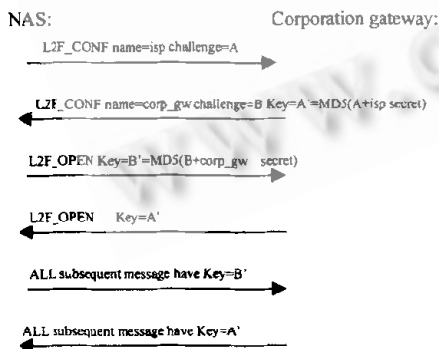 NAS: Corporation gateway:
L2F_CONF name=isp challenge=A
L2F_CONF name=corp_gw challenge=B Key=A'=MD5(A+isp secret)
L2F_OPEN Key=B'=MD5(B+corp_gw secret)
L2F_OPEN Key=A'
ALL subsequent message have Key=B'
ALL subsequent message have Key=A'